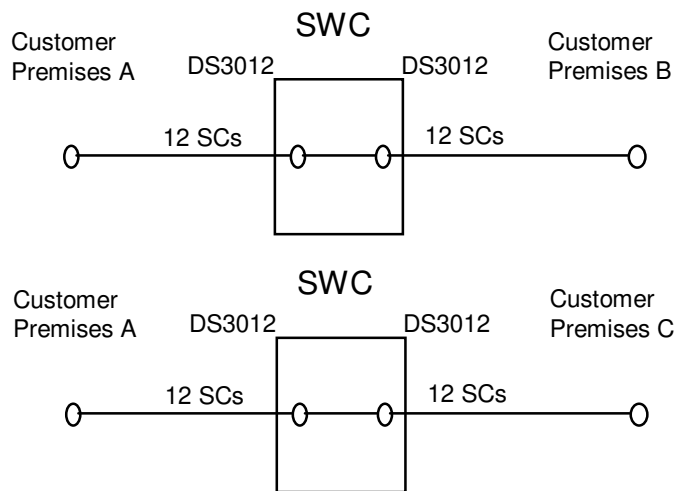 SWC
Customer
Premises A
DS3012
DS3012
Customer
Premises B
12 SCs
12 SCs
SWC
Customer
Premises A
DS3012
DS3012
Customer
Premises C
12 SCs
12 SCs